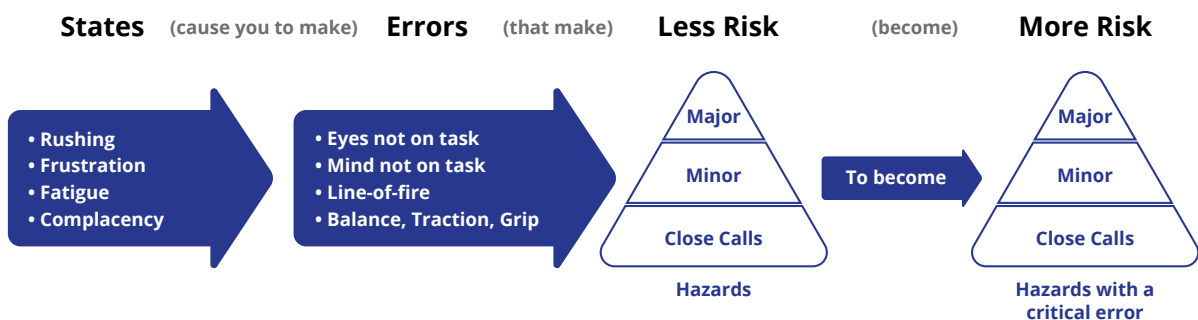 States (cause you to make) Errors (that make) Less Risk (become) More Risk
• Rushing
• Frustration
• Fatigue
• Complacency
• Eyes not on task
• Mind not on task
• Line-of-fire
• Balance, Traction, Grip
Major
Minor
Close Calls
Hazards
To become
Major
Minor
Close Calls
Hazards with a
critical error